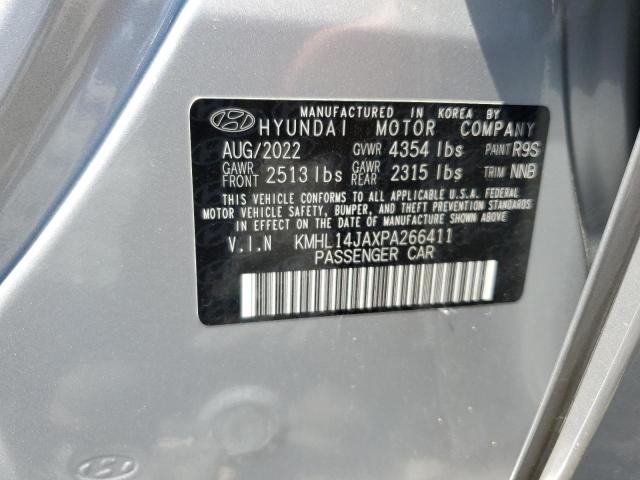 MANUFACTURED IN KOREA BY
HYUNDAI MOTOR COMPANY
AUG/2022 GVWR 4354 lbs PAINT R9S
GAWR FRONT 2513 lbs GAWR REAR 2315 lbs TRIM NNB
THIS VEHICLE CONFORMS TO ALL APPLICABLE U.S.A. FEDERAL
MOTOR VEHICLE SAFETY, BUMPER, AND THEFT PREVENTION STANDARDS
IN EFFECT ON THE DATE OF MANUFACTURE SHOWN ABOVE.
V.I.N KMHL14JAXPA266411
PASSENGER CAR